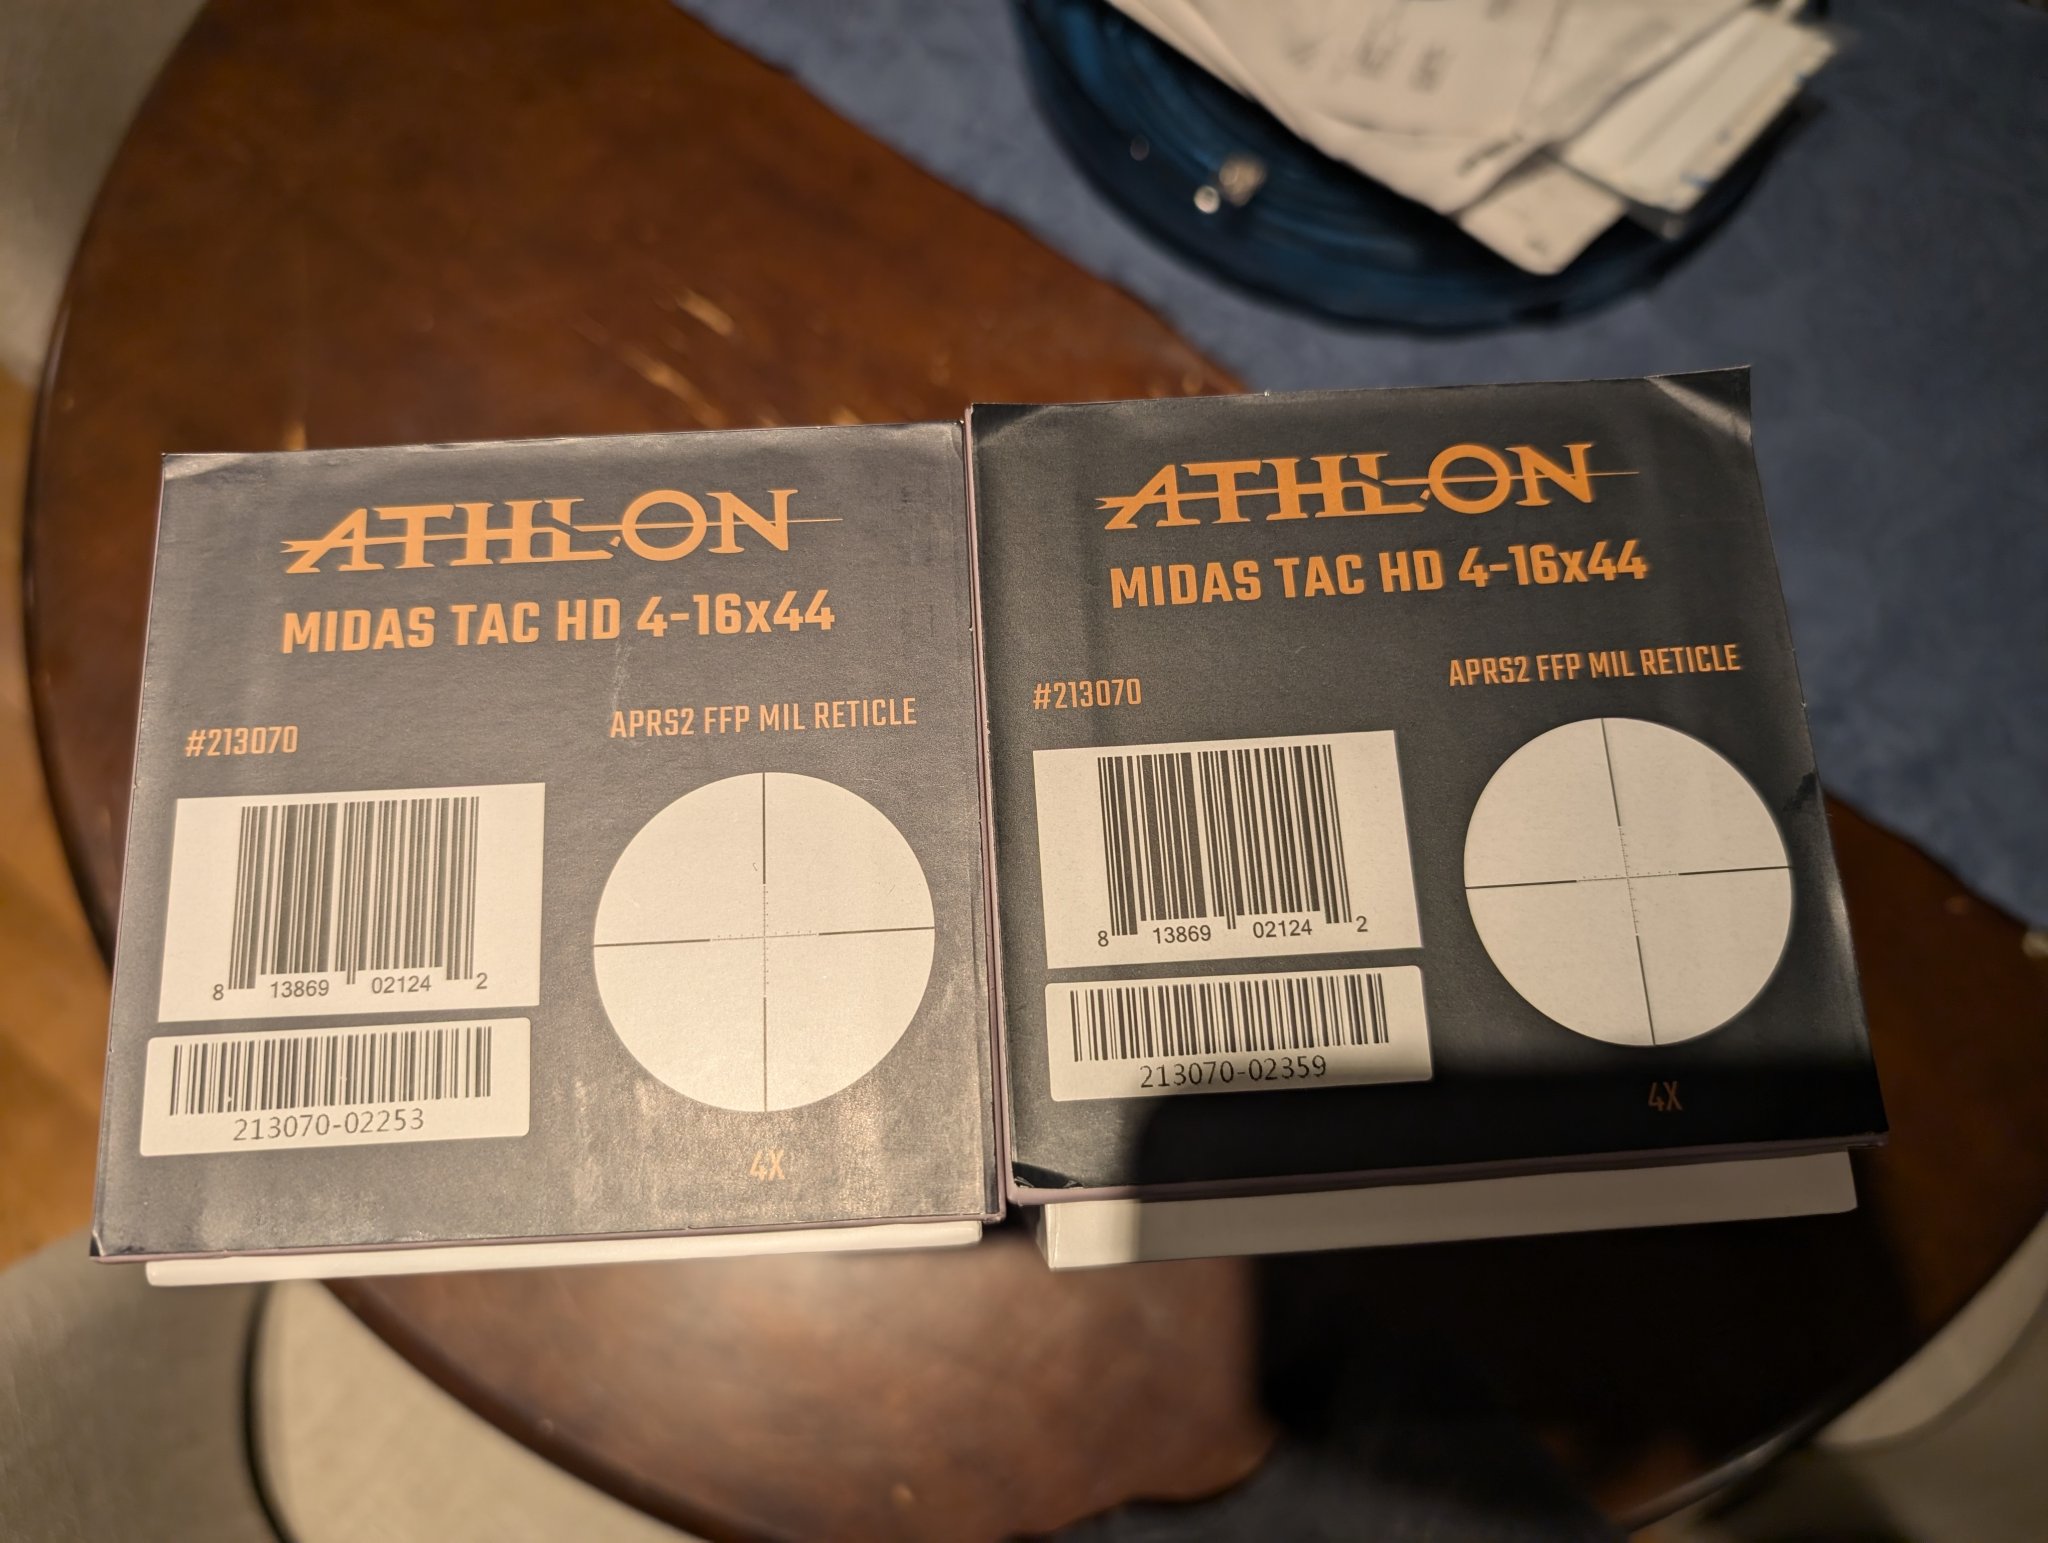 ATHLON
MIDAS TAC HD 4-16x44
#213070
APRS2 FFP MIL RETICLE
8 13869 02124 2
213070-02253
4X
ATHLON
MIDAS TAC HD 4-16x44
APRS2 FFP MIL RETICLE
#213070
8 13869 02124 2
213070-02359
4X